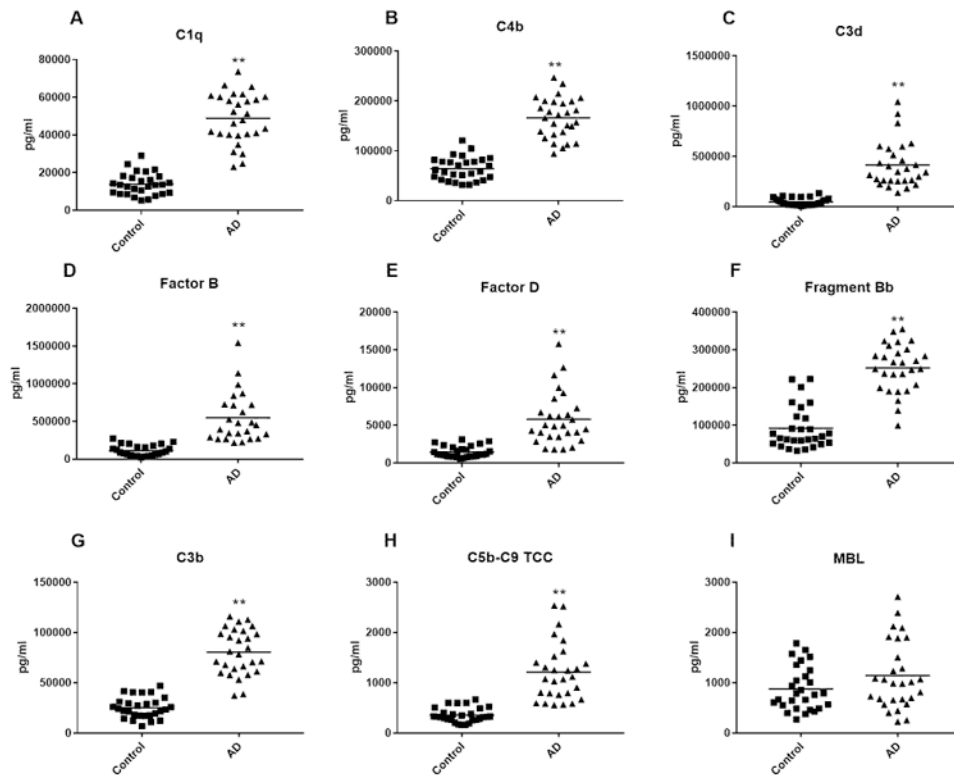 A
C1q
**
80000
60000
40000
20000
0
pg/ml
Control
AD
B
C4b
**
300000
200000
100000
0
pg/ml
Control
AD
C
C3d
**
1500000
1000000
500000
0
pg/ml
Control
AD
D
Factor B
**
2000000
1500000
1000000
500000
0
pg/ml
Control
AD
E
Factor D
**
20000
15000
10000
5000
0
pg/ml
Control
AD
F
Fragment Bb
**
400000
300000
200000
100000
0
pg/ml
Control
AD
G
C3b
**
150000
100000
50000
0
pg/ml
Control
AD
H
C5b-C9 TCC
**
3000
2000
1000
0
pg/ml
Control
AD
I
MBL
3000
2000
1000
0
pg/ml
Control
AD